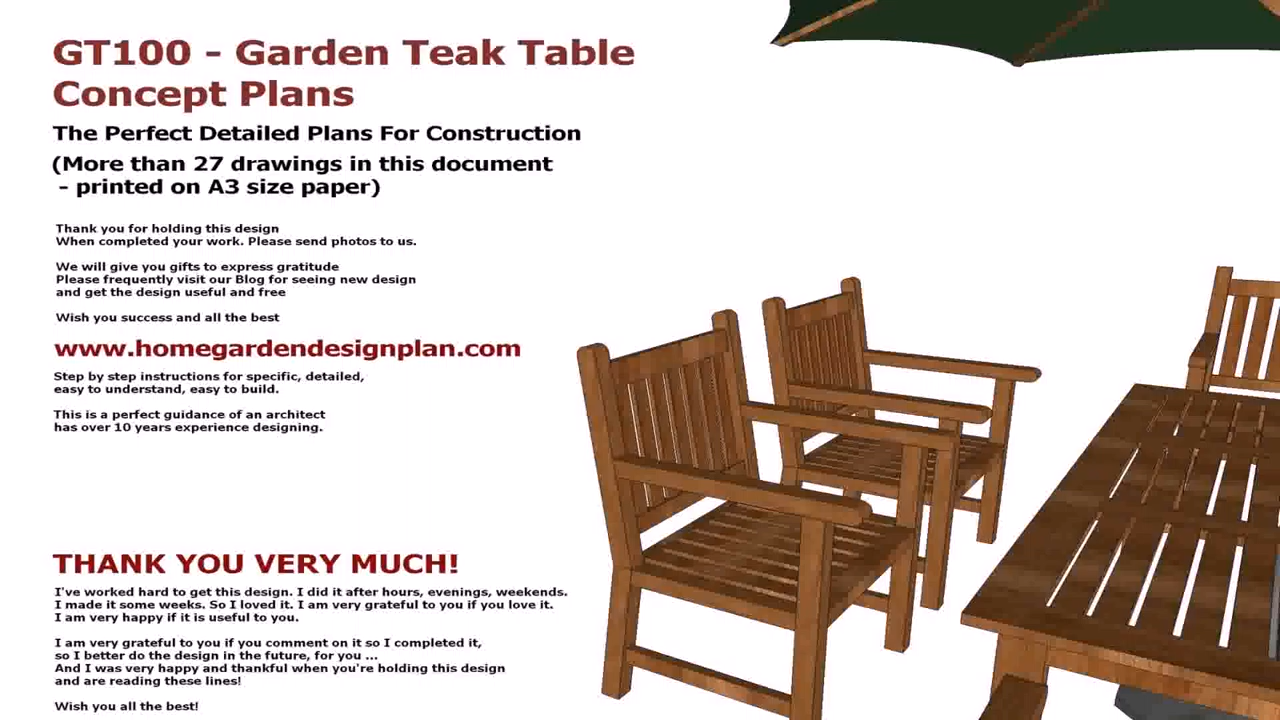 GT100 - Garden Teak Table
Concept Plans
The Perfect Detailed Plans For Construction
(More than 27 drawings in this document
- printed on A3 size paper)
Thank you for holding this design
When completed your work. Please send photos to us.
We will give you gifts to express gratitude
Please frequently visit our Blog for seeing new design
and get the design useful and free
Wish you success and all the best
www.homegardendesignplan.com
Step by step instructions for specific, detailed,
easy to understand, easy to build.
This is a perfect guidance of an architect
has over 10 years experience designing.
THANK YOU VERY MUCH!
I've worked hard to get this design. I did it after hours, evenings, weekends.
I made it some weeks. So I loved it. I am very grateful to you if you love it.
I am very happy if it is useful to you.
I am very grateful to you if you comment on it so I completed it,
so I better do the design in the future, for you ...
And I was very happy and thankful when you're holding this design
and are reading these lines!
Wish you all the best!